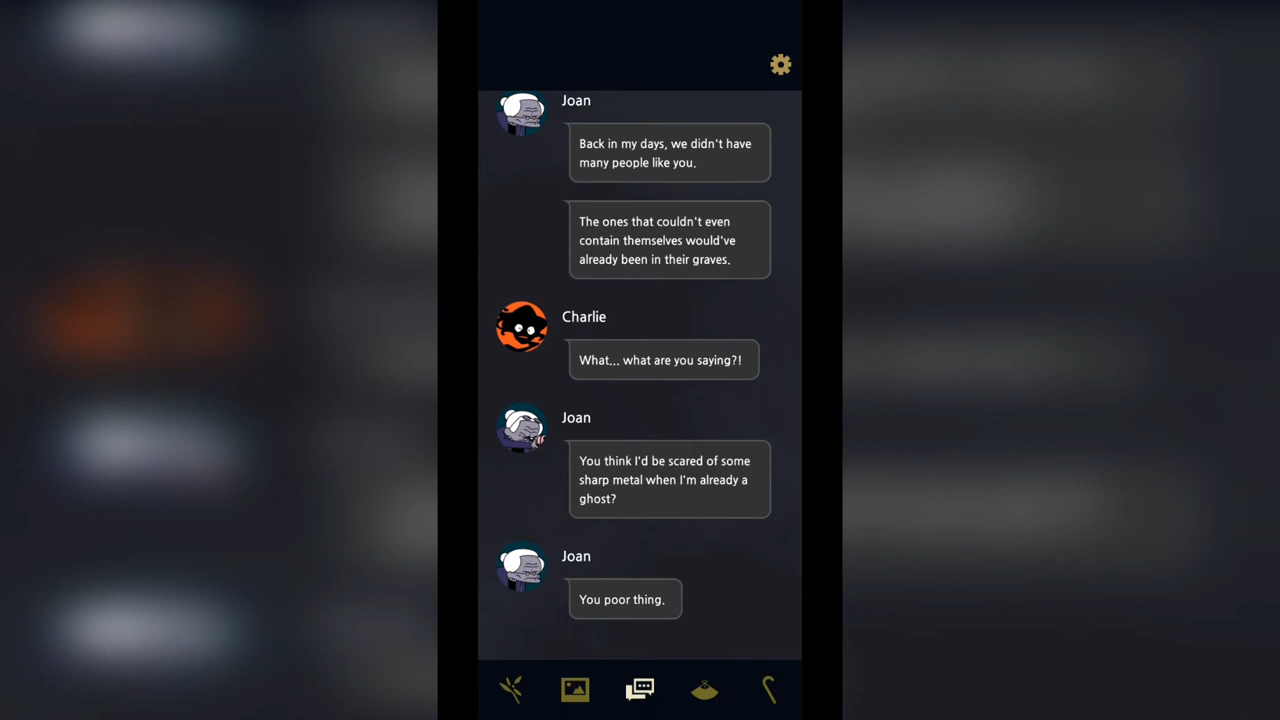 Joan
Back in my days, we didn't have
many people like you.
The ones that couldn't even
contain themselves would've
already been in their graves.
Charlie
What... what are you saying?!
Joan
You think I'd be scared of some
sharp metal when I'm already a
ghost?
Joan
You poor thing.